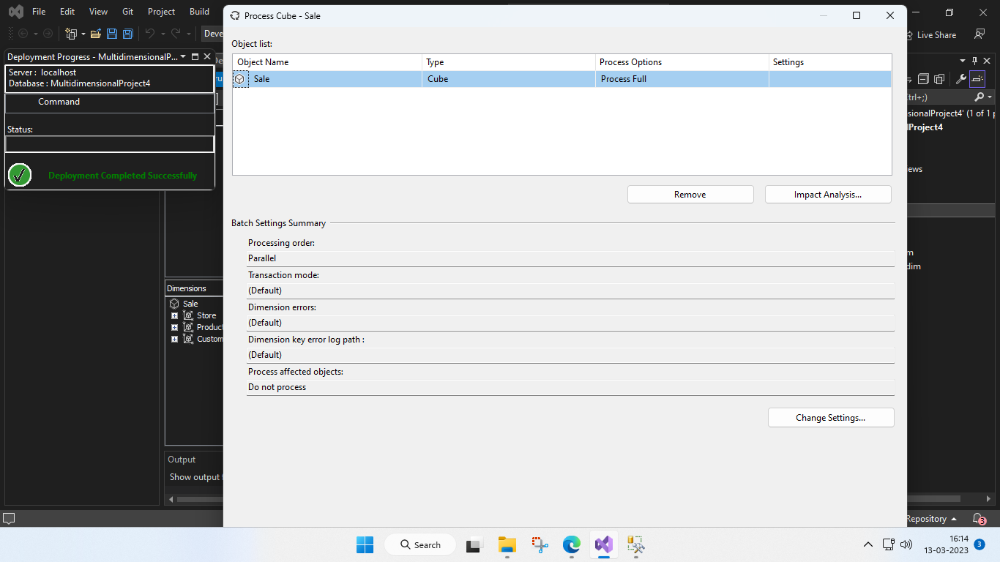 File Edit View Git Project Build
Process Cube - Sale
Deve
Live Share
Deployment Progress - MultidimensionalP...
Server : localhost
Database : MultidimensionalProject4
Command
Status:
Deployment Completed Successfully
Object list:
Object Name Type Process Options Settings
Sale Cube Process Full
Remove Impact Analysis...
Batch Settings Summary
Processing order:
Parallel
Transaction mode:
(Default)
Dimension errors:
(Default)
Dimension key error log path :
(Default)
Process affected objects:
Do not process
Change Settings...
Dimensions
Sale
Store
Product
Custom
Output
Show output f
Ctrl+;)
sionalProject4' (1 of 1 p
lProject4
ews
m
dim
Repository
3
Search
16:14
13-03-2023
3